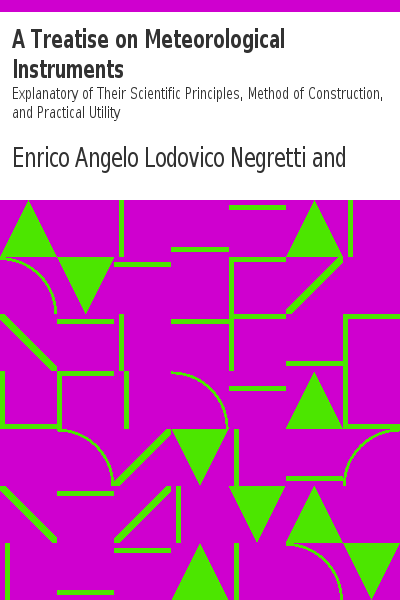 A Treatise on Meteorological
Instruments
Explanatory of Their Scientific Principles, Method of Construction,
and Practical Utility
Enrico Angelo Lodovico Negretti and